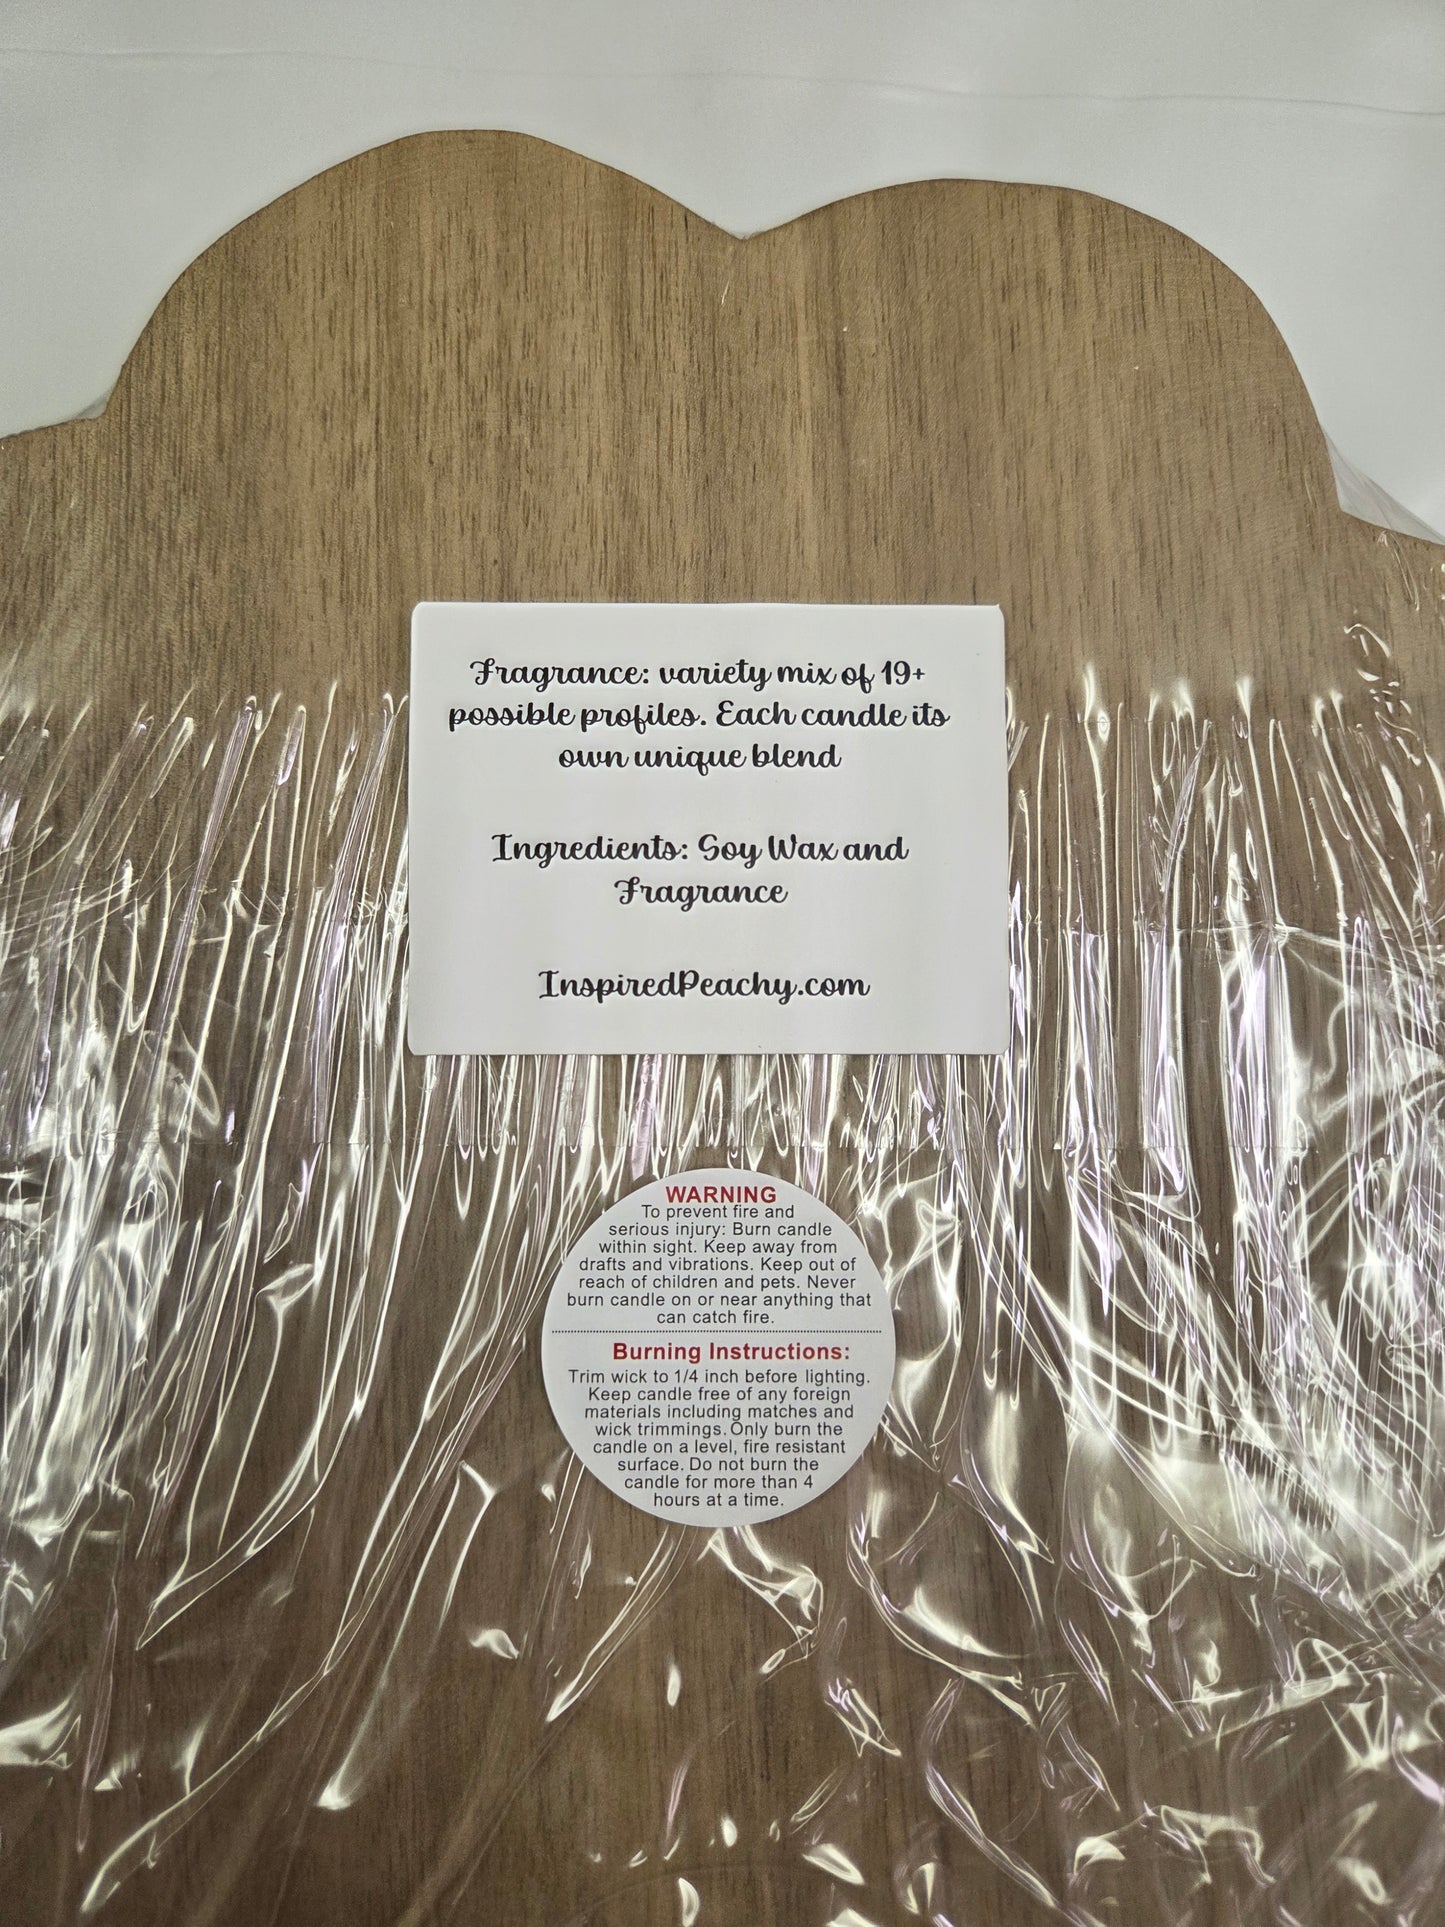 Fragrance: variety mix of 19+
possible profiles. Each candle its
own unique blend
Ingredients: Soy Wax and
Fragrance
InspiredPeachy.com
WARNING
To prevent fire and
serious injury: Burn candle
within sight. Keep away from
drafts and vibrations. Keep out of
reach of children and pets. Never
burn candle on or near anything that
can catch fire.
Burning Instructions:
Trim wick to 1/4 inch before lighting.
Keep candle free of any foreign
materials including matches and
wick trimmings. Only burn the
candle on a level, fire resistant
surface. Do not burn the
candle for more than 4
hours at a time.